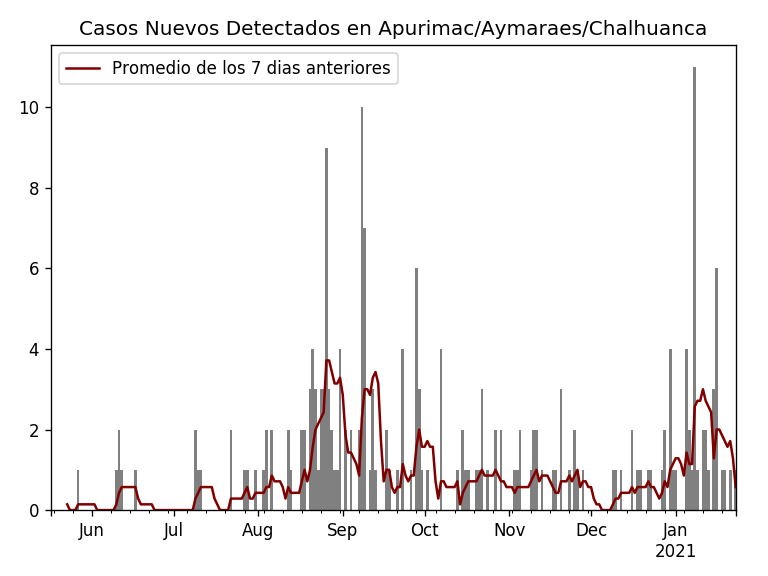 Casos Nuevos Detectados en Apurimac/Aymaraes/Chalhuanca
Promedio de los 7 dias anteriores
10
8
6
4
2
0
Jun Jul Aug Sep Oct Nov Dec Jan
2021